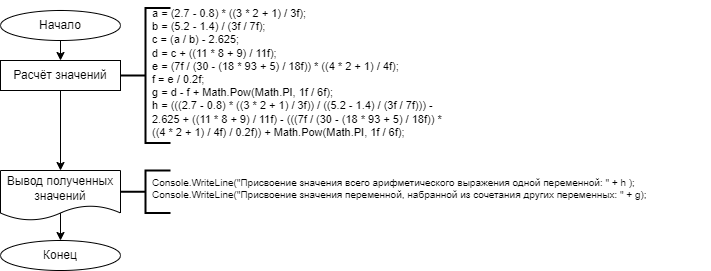 Начало
Расчёт значений
a = (2.7 - 0.8) * ((3 * 2 + 1) / 3f);
b = (5.2 - 1.4) / (3f / 7f);
c = (a / b) - 2.625;
d = c + ((11 * 8 + 9) / 11f);
e = (7f / (30 - (18 * 93 + 5) / 18f)) * ((4 * 2 + 1) / 4f);
f = e / 0.2f;
g = d - f + Math.Pow(Math.PI, 1f / 6f);
h = (((2.7 - 0.8) * ((3 * 2 + 1) / 3f)) / ((5.2 - 1.4) / (3f / 7f))) -
2.625 + ((11 * 8 + 9) / 11f) - (((7f / (30 - (18 * 93 + 5) / 18f)) *
((4 * 2 + 1) / 4f) / 0.2f)) + Math.Pow(Math.PI, 1f / 6f);
Вывод полученных
значений
Console.WriteLine("Присвоение значения всего арифметического выражения одной переменной: " + h );
Console.WriteLine("Присвоение значения переменной, набранной из сочетания других переменных: " + g);
Конец